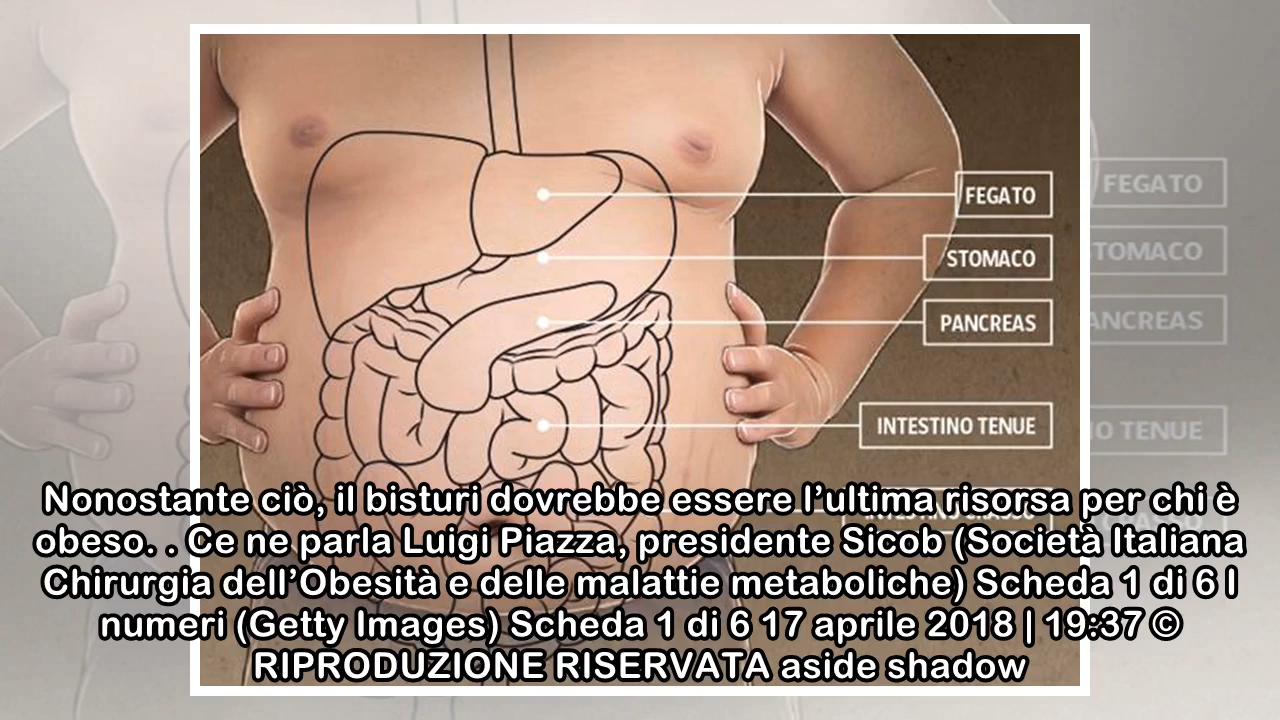 FEGATO
FEGATO
STOMACO
TOMACO
PANCREAS
ANCREAS
INTESTINO TENUE
IO TENUE
Nonostante ciò, il bisturi dovrebbe essere l’ultima risorsa per chi è
obeso. . Ce ne parla Luigi Piazza, presidente Sicob (Società Italiana
Chirurgia dell’Obesità e delle malattie metaboliche) Scheda 1 di 6 I
numeri (Getty Images) Scheda 1 di 6 17 aprile 2018 | 19:37 ©
RIPRODUZIONE RISERVATA aside shadow